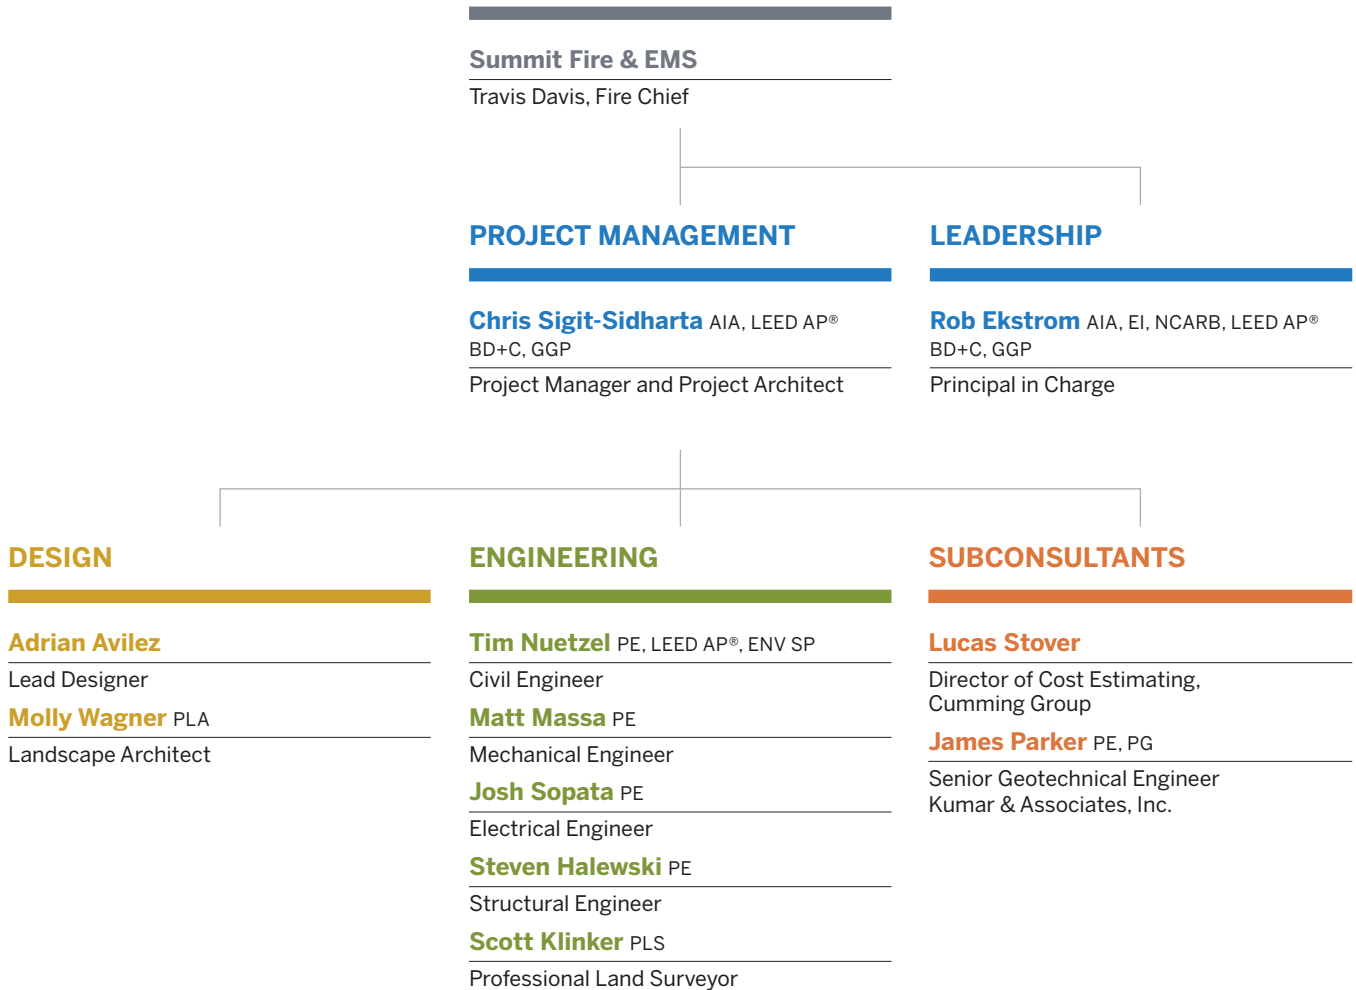 Summit Fire & EMS
Travis Davis, Fire Chief
PROJECT MANAGEMENT
Chris Sigit-Sidharta AIA, LEED AP®
BD+C, GGP
Project Manager and Project Architect
LEADERSHIP
Rob Ekstrom AIA, EI, NCARB, LEED AP®
BD+C, GGP
Principal in Charge
DESIGN
Adrian Avilez
Lead Designer
Molly Wagner PLA
Landscape Architect
ENGINEERING
Tim Nuetzel PE, LEED AP®, ENV SP
Civil Engineer
Matt Massa PE
Mechanical Engineer
Josh Sopata PE
Electrical Engineer
Steven Halewski PE
Structural Engineer
Scott Klinker PLS
Professional Land Surveyor
SUBCONSULTANTS
Lucas Stover
Director of Cost Estimating,
Cumming Group
James Parker PE, PG
Senior Geotechnical Engineer
Kumar & Associates, Inc.